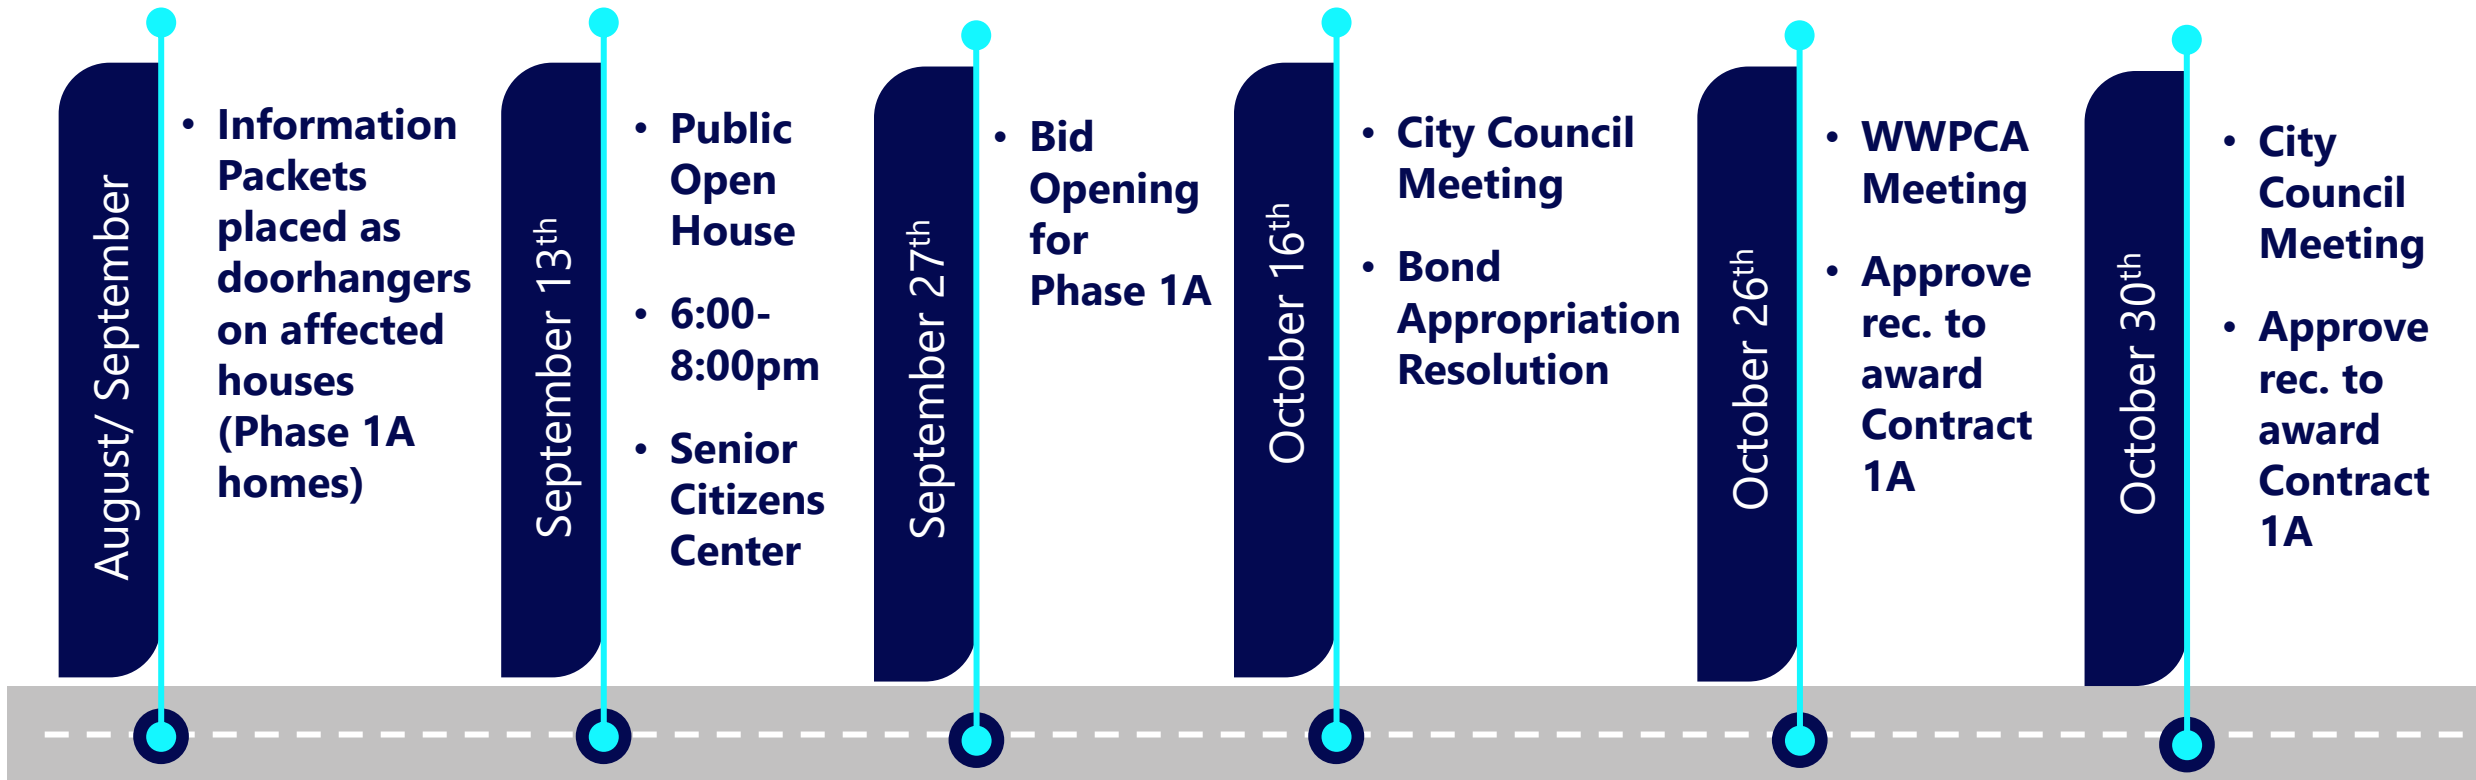 August/ September
• Information
Packets
placed as
doorhangers
on affected
houses
(Phase 1A
homes)
September 13th
• Public
Open
House
• 6:00-
8:00pm
• Senior
Citizens
Center
September 27th
• Bid
Opening
for
Phase 1A
October 16th
• City Council
Meeting
• Bond
Appropriation
Resolution
October 26th
• WWPCA
Meeting
• Approve
rec. to
award
Contract
1A
October 30th
• City
Council
Meeting
• Approve
rec. to
award
Contract
1A